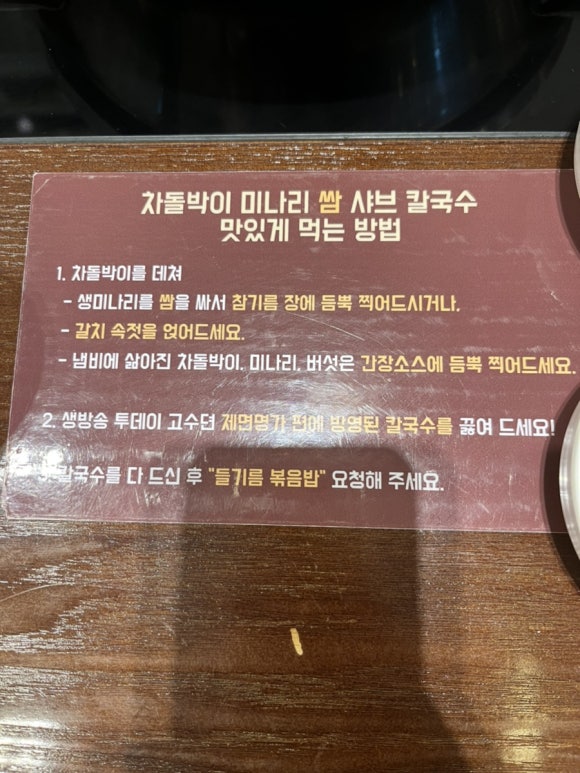 차돌박이 미나리 쌈 샤브 칼국수
맛있게 먹는 방법
1. 차돌박이를 데쳐
- 생미나리를 쌈을 싸서 참기름 장에 듬뿍 찍어드시거나,
- 갈치 속젓을 얹어드세요.
- 냄비에 삶아진 차돌박이, 미나리, 버섯은 간장소스에 듬뿍 찍어드세요.
2. 생방송 투데이 고수뎐 제면명가 편에 방영된 칼국수를 끓여 드세요!
칼국수를 다 드신 후 "들기름 볶음밥" 요청해 주세요.